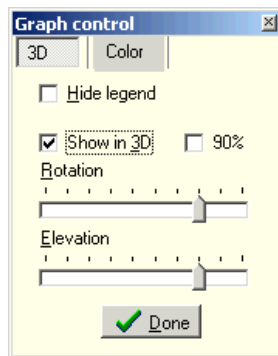 Graph control
3D Color
Hide legend
Show in 3D 90%
Rotation
Elevation
Done